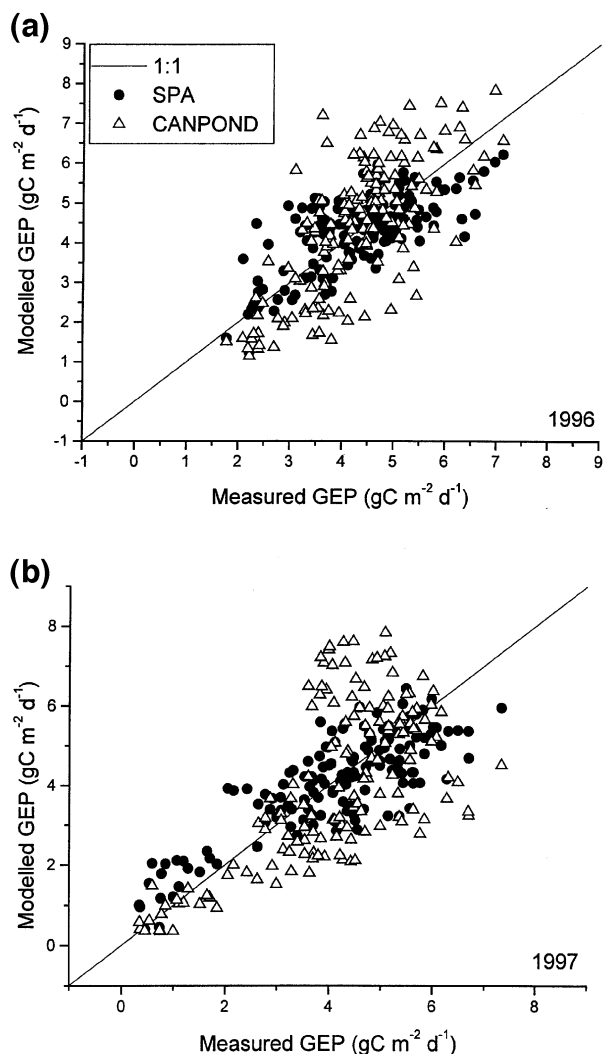 (a)
9
8
7
6
5
4
3
2
1
0
-1
1:1
SPA
CANPOND
1996
-1 0 1 2 3 4 5 6 7 8 9
Modelled GEP (gC m⁻² d⁻¹)
Measured GEP (gC m⁻² d⁻¹)
(b)
8
6
4
2
0
1997
0 2 4 6 8
Modelled GEP (gC m⁻² d⁻¹)
Measured GEP (gC m⁻² d⁻¹)